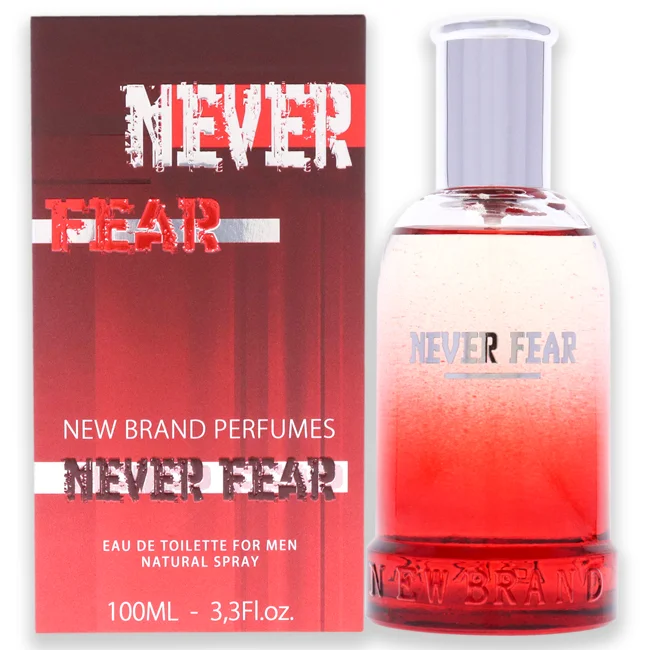 NEVER
FEAR
NEW BRAND PERFUMES
NEVER FEAR
EAU DE TOILETTE FOR MEN
NATURAL SPRAY
100ML - 3,3Fl.oz.
NEVER FEAR
NEW BRAND